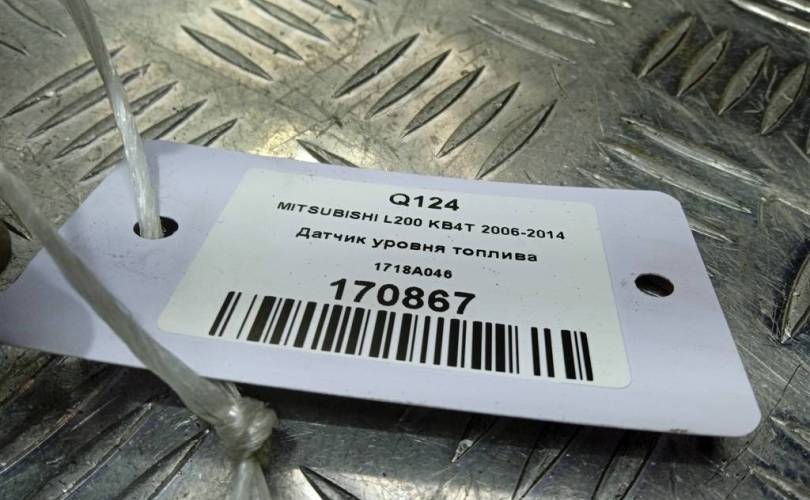 Q124
MITSUBISHI L200 KB4T 2006-2014
Датчик уровня топлива
1718A046
170867